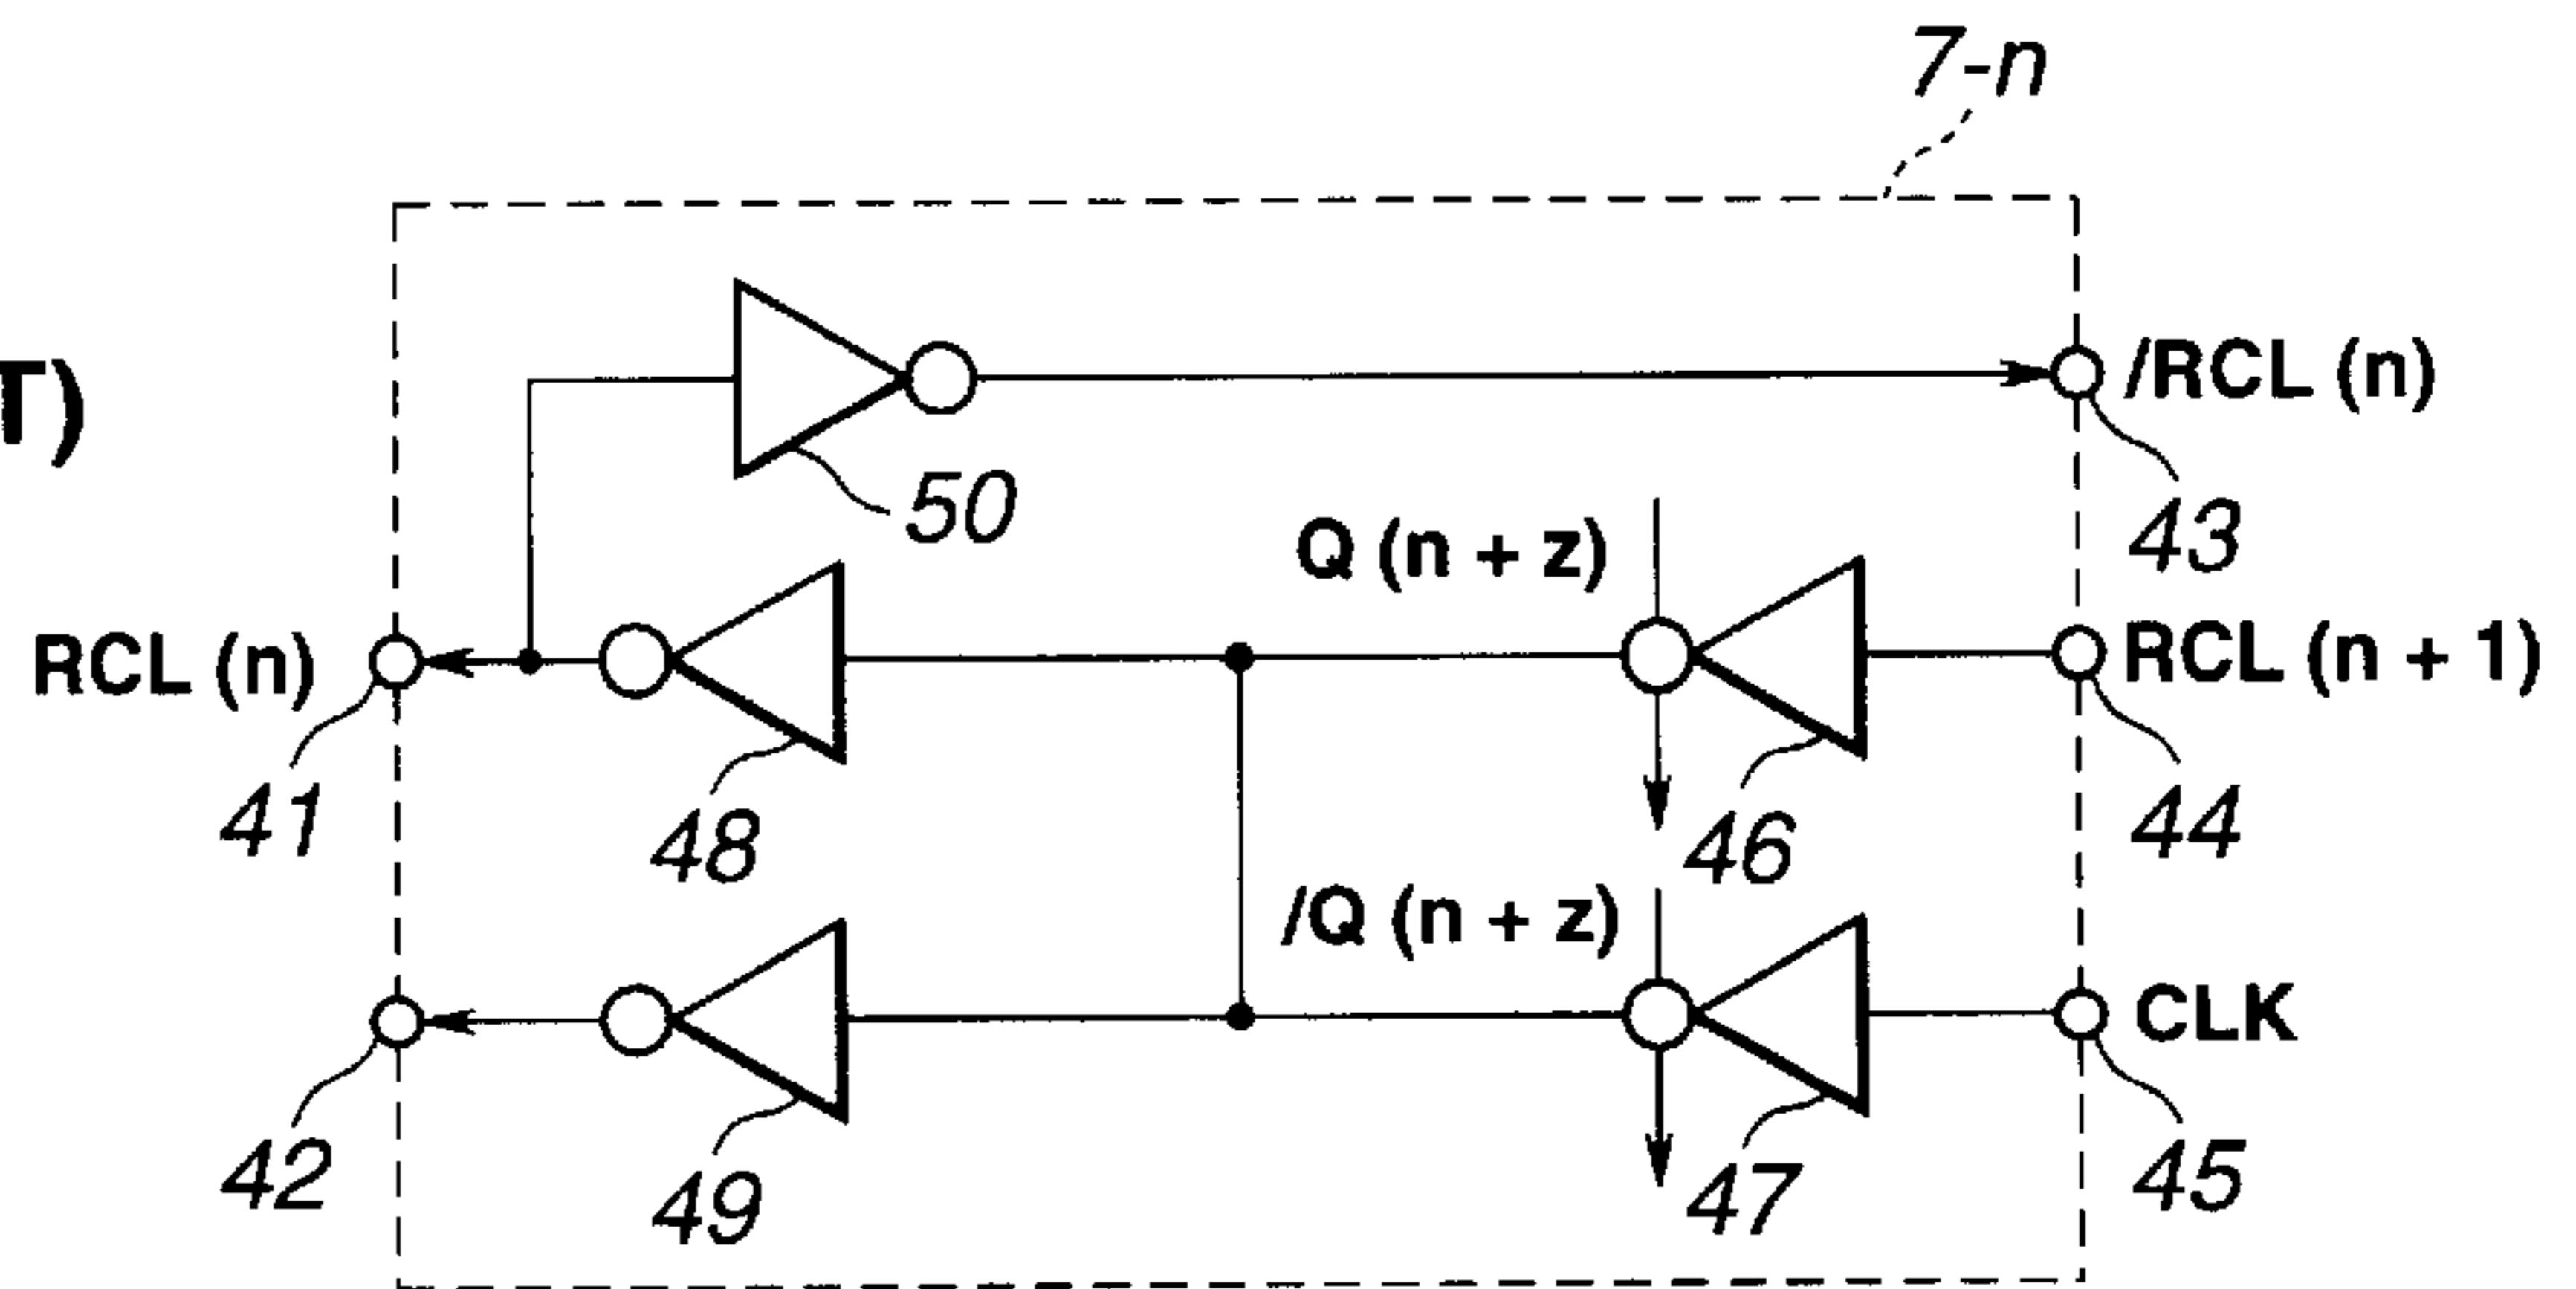 7-n
T)
/RCL (n)
50
43
Q (n + z)
RCL (n)
RCL (n + 1)
41
48
46
44
/Q (n + z)
CLK
42
49
47
45